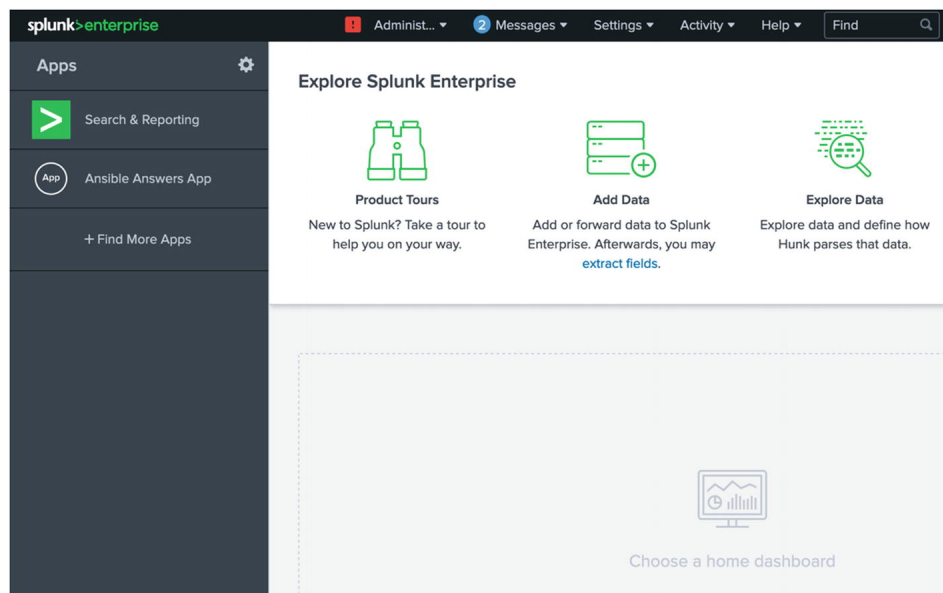 splunk>enterprise
! Administ... 2 Messages Settings Activity Help Find
Apps
Search & Reporting
App Ansible Answers App
+ Find More Apps
Explore Splunk Enterprise
Product Tours
New to Splunk? Take a tour to
help you on your way.
Add Data
Add or forward data to Splunk
Enterprise. Afterwards, you may
extract fields.
Explore Data
Explore data and define how
Hunk parses that data.
Choose a home dashboard